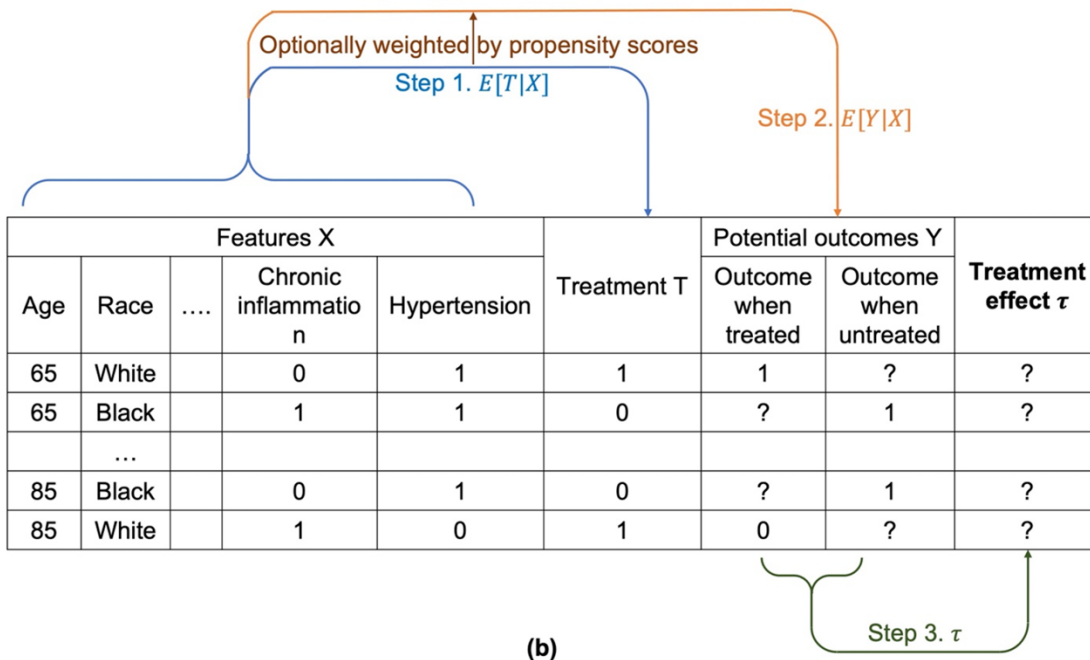 Optionally weighted by propensity scores
Step 1. E[T|X]
Step 2. E[Y|X]
Features X
Treatment T
Potential outcomes Y
Treatment
effect τ
Age
Race
....
Chronic
inflammatio
n
Hypertension
Outcome
when
treated
Outcome
when
untreated
65 White 0 1 1 1 ? ?
65 Black 1 1 0 ? 1 ?
...
85 Black 0 1 0 ? 1 ?
85 White 1 0 1 0 ? ?
Step 3. τ
(b)